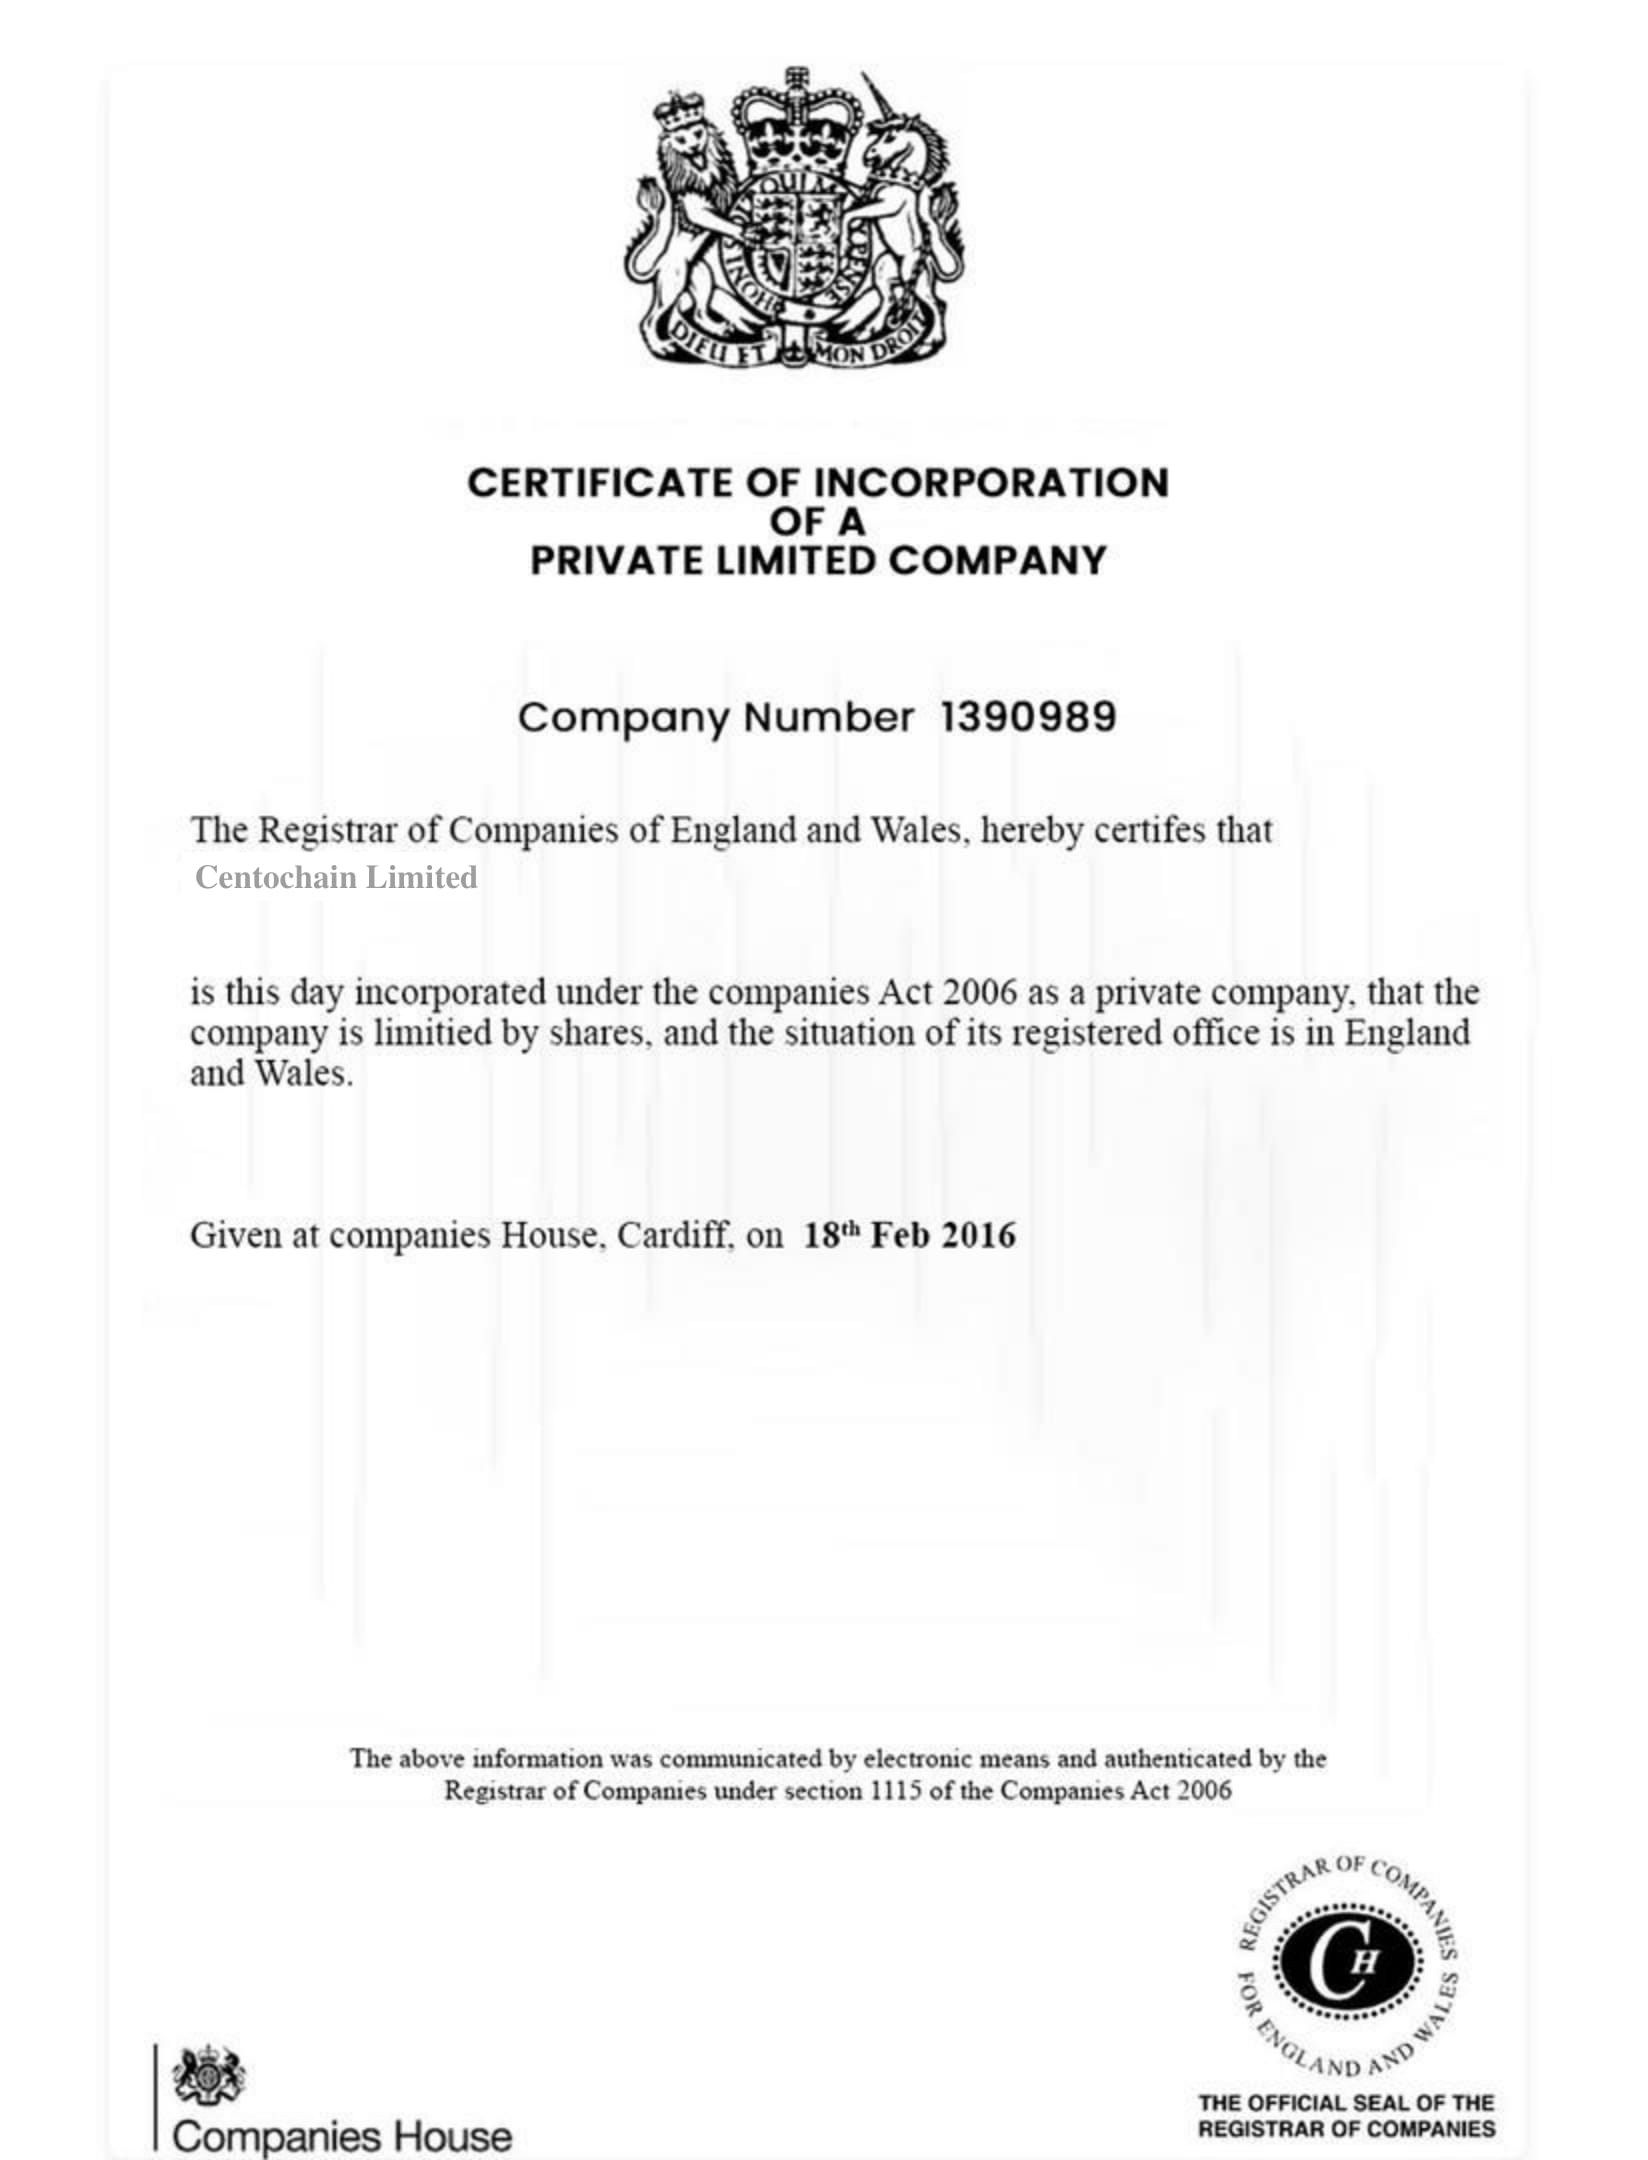 QUI
HONI S
PENSE
DIEU ET MON DROIT
CERTIFICATE OF INCORPORATION
OF A
PRIVATE LIMITED COMPANY
Company Number 1390989
The Registrar of Companies of England and Wales, hereby certifes that
Centochain Limited
is this day incorporated under the companies Act 2006 as a private company, that the
company is limitied by shares, and the situation of its registered office is in England
and Wales.
Given at companies House, Cardiff, on 18th Feb 2016
The above information was communicated by electronic means and authenticated by the
Registrar of Companies under section 1115 of the Companies Act 2006
REGISTRAR OF COMPANIES
CH
FOR ENGLAND AND WALES
THE OFFICIAL SEAL OF THE
REGISTRAR OF COMPANIES
Companies House